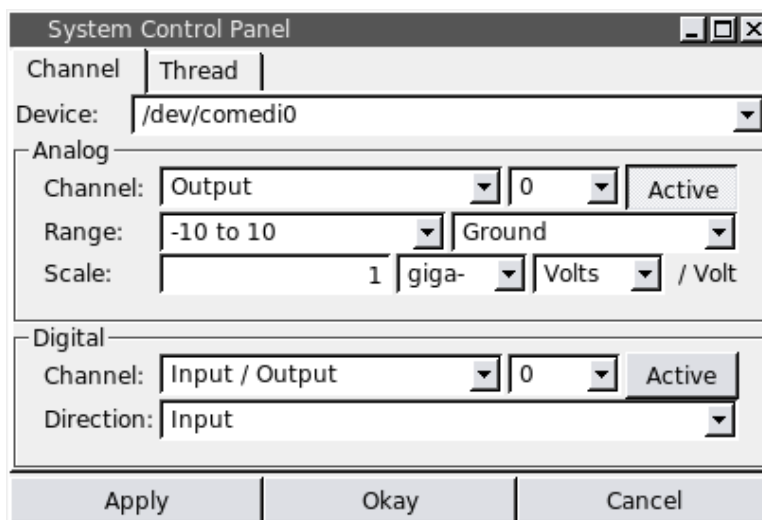 System Control Panel
Channel Thread
Device: /dev/comedi0
Analog
Channel: Output 0 Active
Range: -10 to 10 Ground
Scale: 1 giga- Volts / Volt
Digital
Channel: Input / Output 0 Active
Direction: Input
Apply Okay Cancel